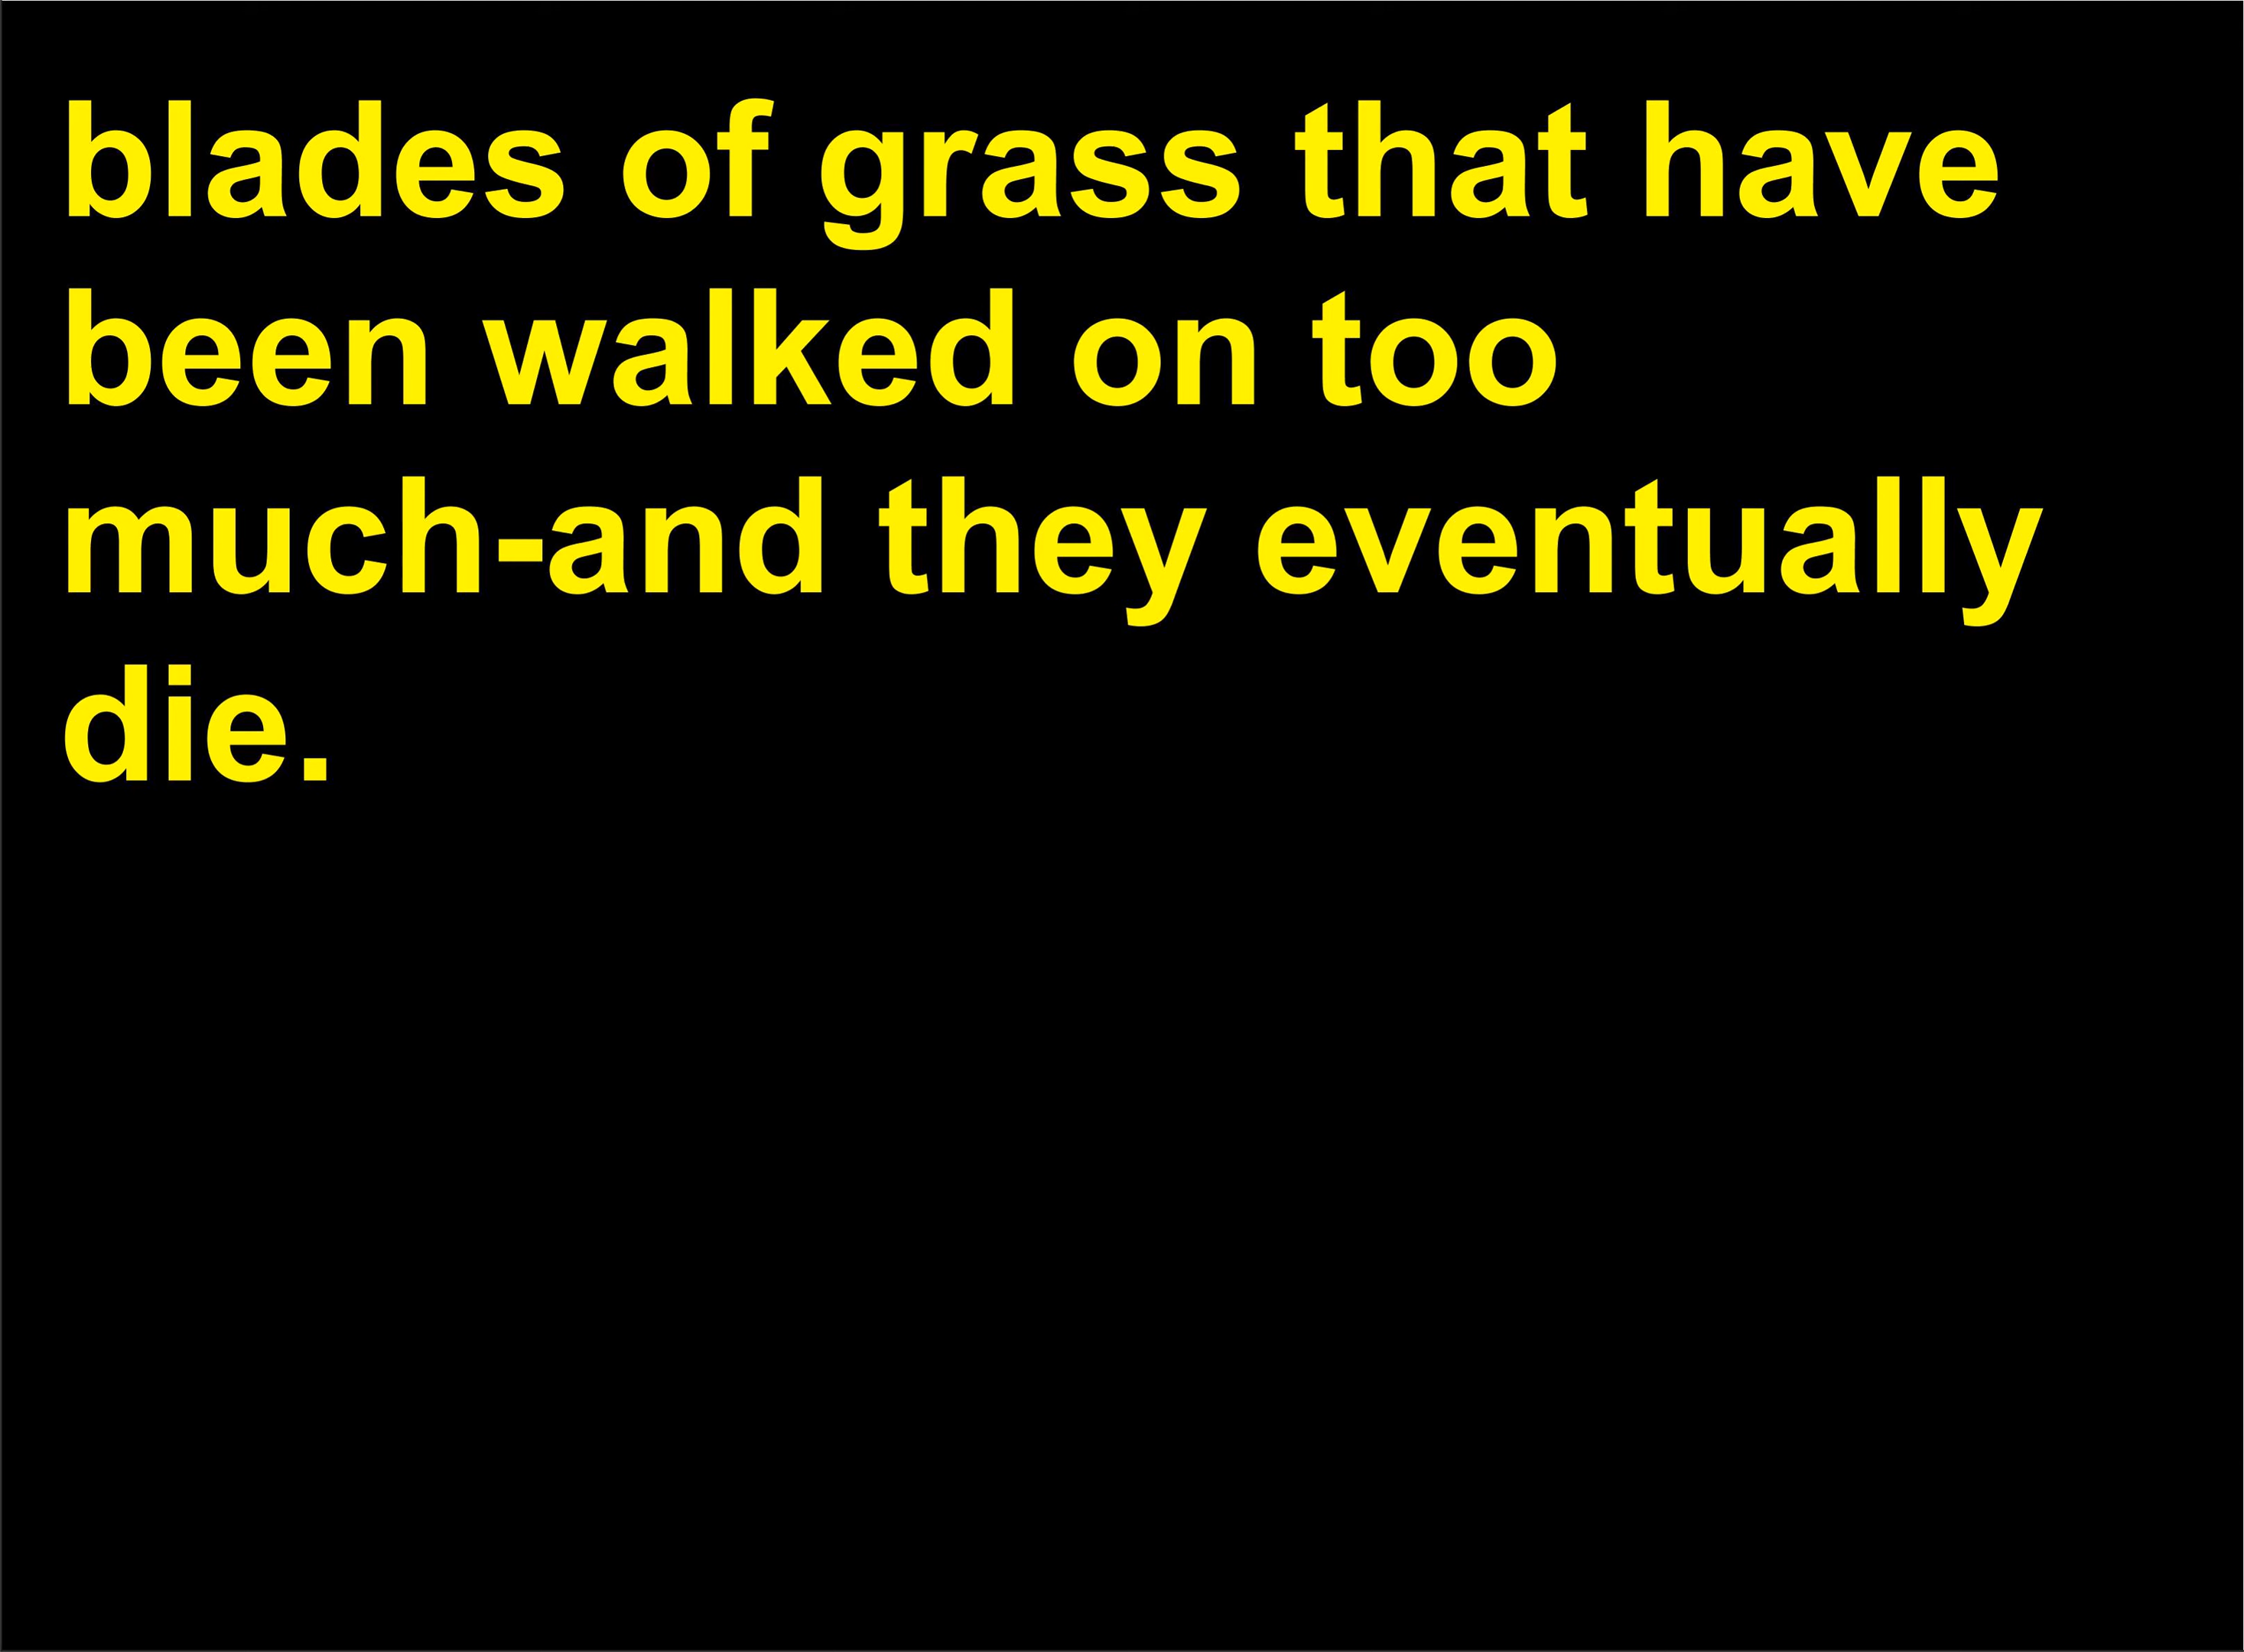 blades of grass that have
been walked on too
much-and they eventually
die.